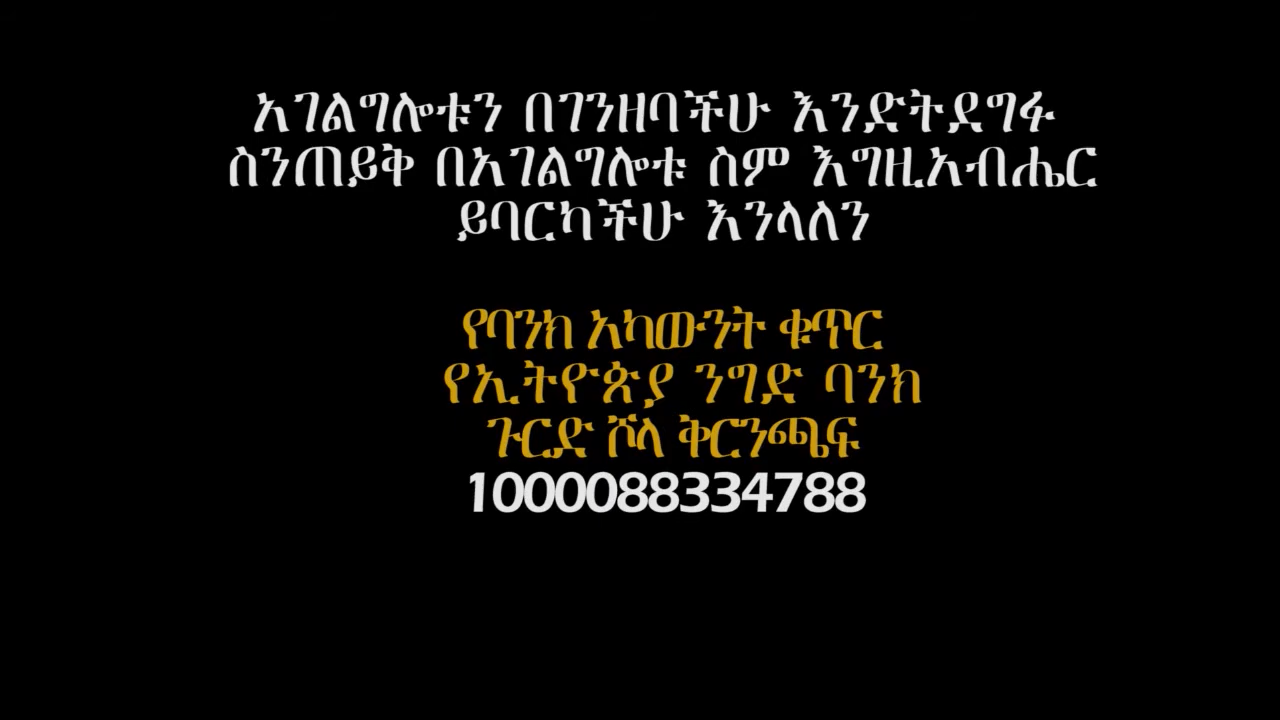 አገልግሎቱን በገንዘባችሁ እንድትደግፉ
ስንጠይቅ በአገልግሎቱ ስም እግዚአብሔር
ይባርካችሁ እንላለን
የባንክ አካውንት ቁጥር
የኢትዮጵያ ንግድ ባንክ
ጉርድ ሾላ ቅርንጫፍ
1000088334788